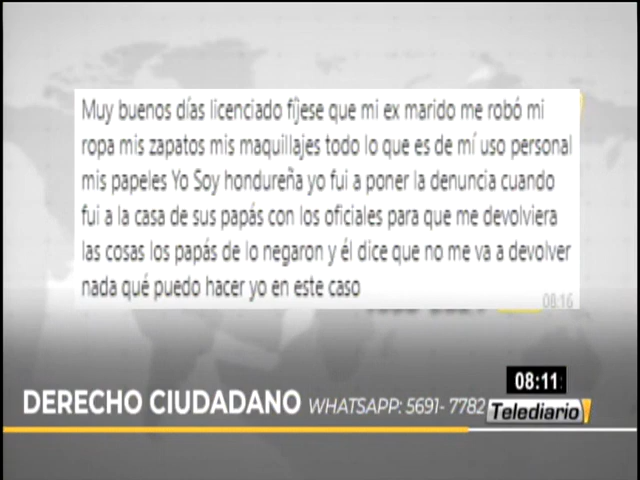 Muy buenos días licenciado fíjese que mi ex marido me robó mi
ropa mis zapatos mis maquillajes todo lo que es de mí uso personal
mis papeles Yo Soy hondureña yo fui a poner la denuncia cuando
fui a la casa de sus papás con los oficiales para que me devolviera
las cosas los papás de lo negaron y él dice que no me va a devolver
nada qué puedo hacer yo en este caso
08:16
08:11
DERECHO CIUDADANO WHATSAPP: 5691- 7782 Telediario